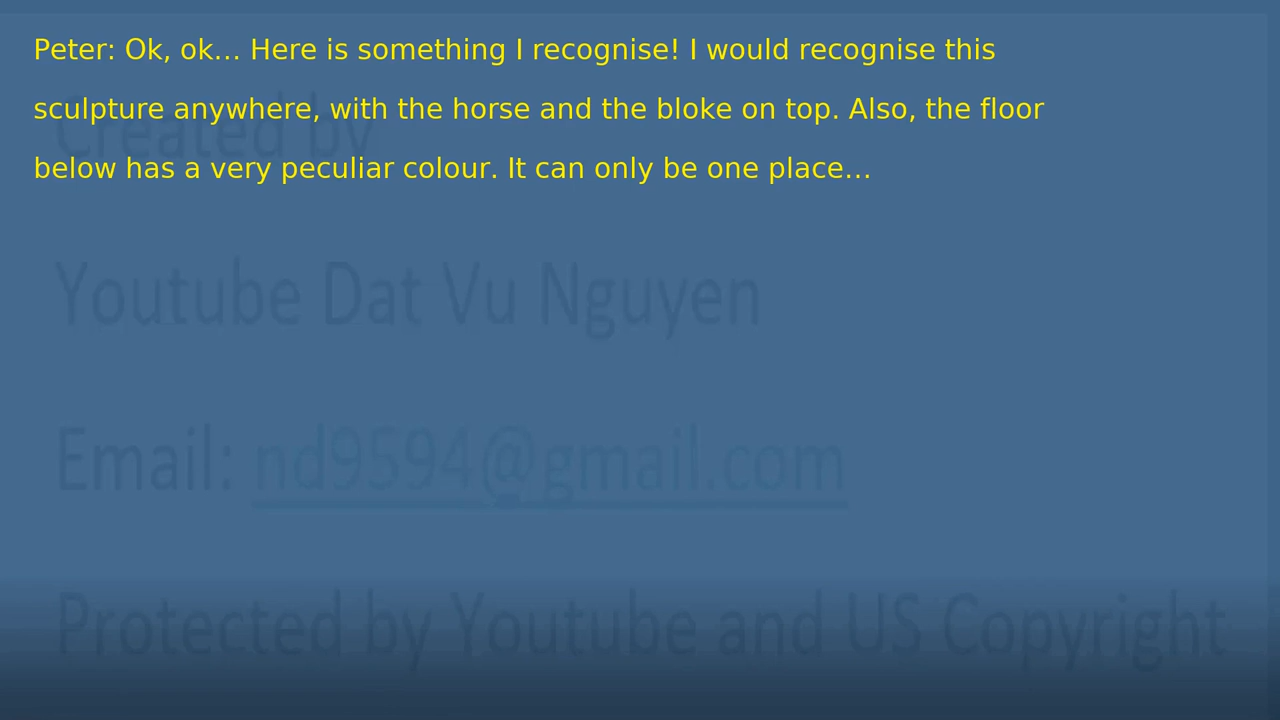 Peter: Ok, ok... Here is something I recognise! I would recognise this
sculpture anywhere, with the horse and the bloke on top. Also, the floor
Created by
below has a very peculiar colour. It can only be one place...
Youtube Dat Vu Nguyen
Email: nd9594@gmail.com
Protected by Youtube and US Copyright